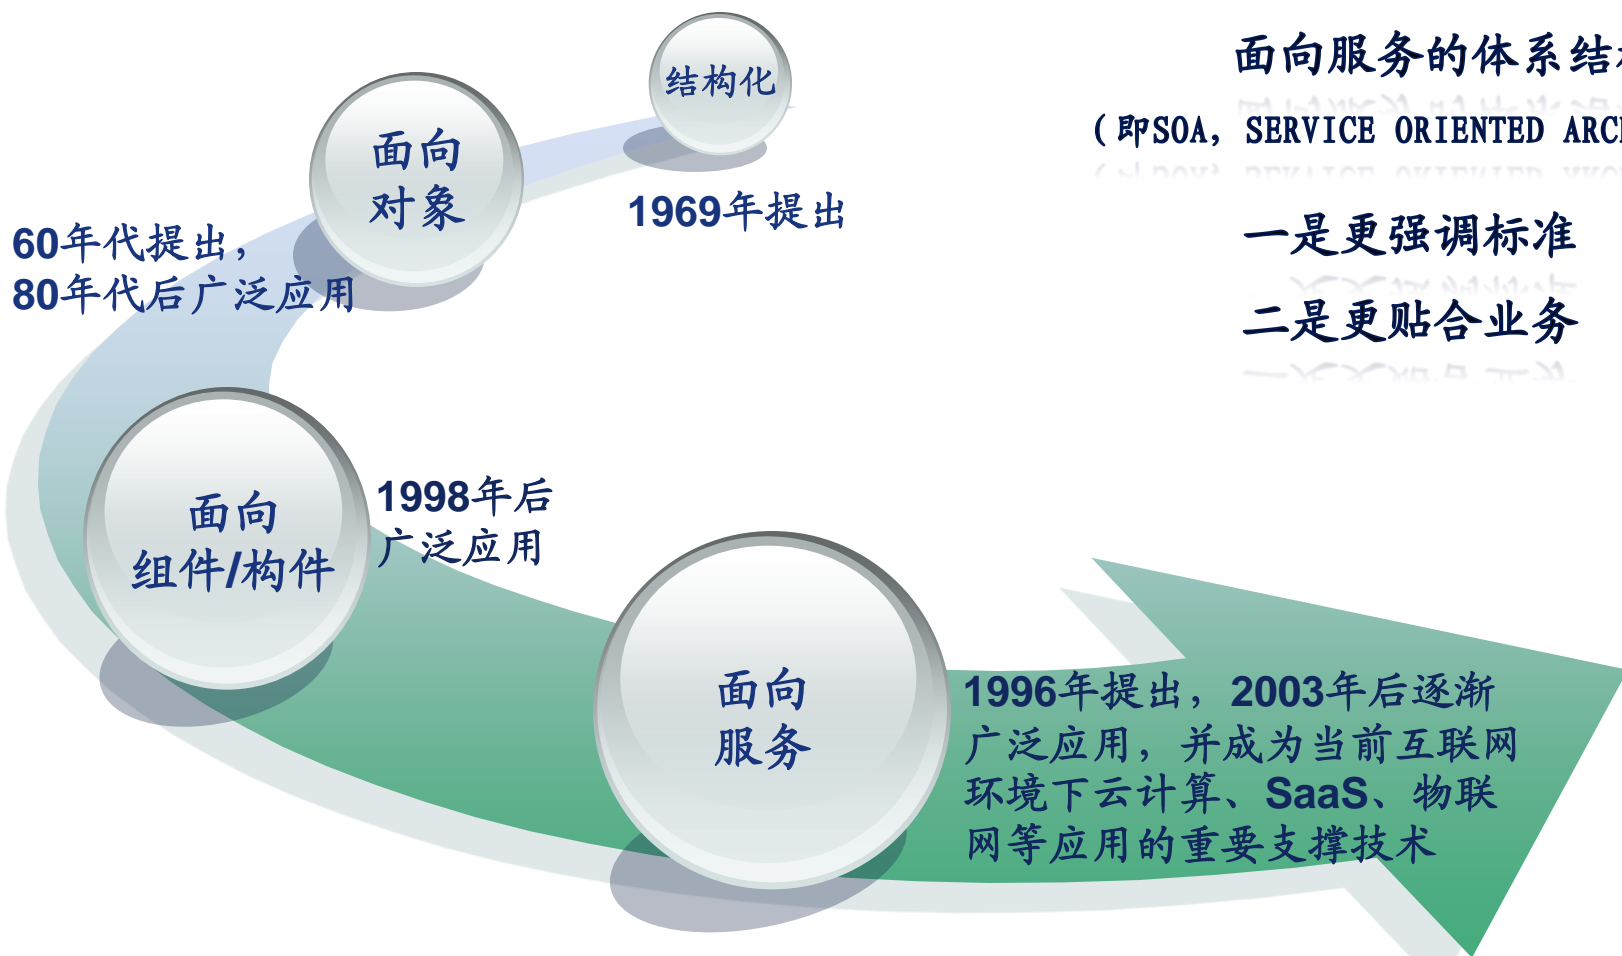 结构化
1969年提出
面向
对象
60年代提出，
80年代后广泛应用
面向
组件/构件
1998年后
广泛应用
面向
服务
1996年提出，2003年后逐渐
广泛应用，并成为当前互联网
环境下云计算、SaaS、物联
网等应用的重要支撑技术
面向服务的体系结
（即SOA, SERVICE ORIENTED
一是更强调标准
二是更贴合业务